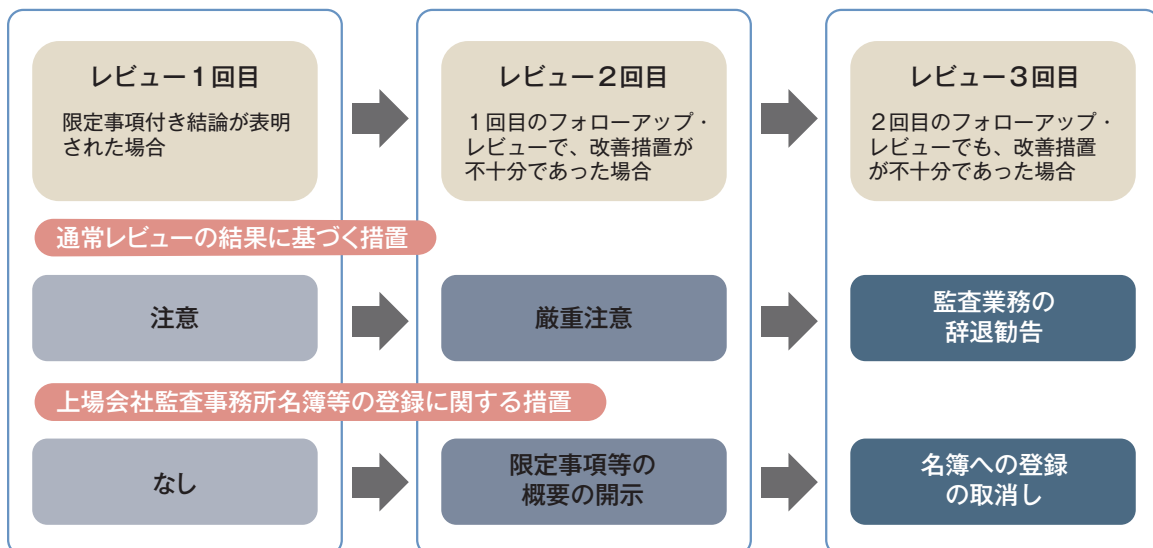 レビュー1回目
限定事項付き結論が表明
された場合
レビュー2回目
1回目のフォローアップ・
レビューで、改善措置が
不十分であった場合
レビュー3回目
2回目のフォローアップ・
レビューでも、改善措置
が不十分であった場合
通常レビューの結果に基づく措置
注意
厳重注意
監査業務の
辞退勧告
上場会社監査事務所名簿等の登録に関する措置
なし
限定事項等の
概要の開示
名簿への登録
の取消し